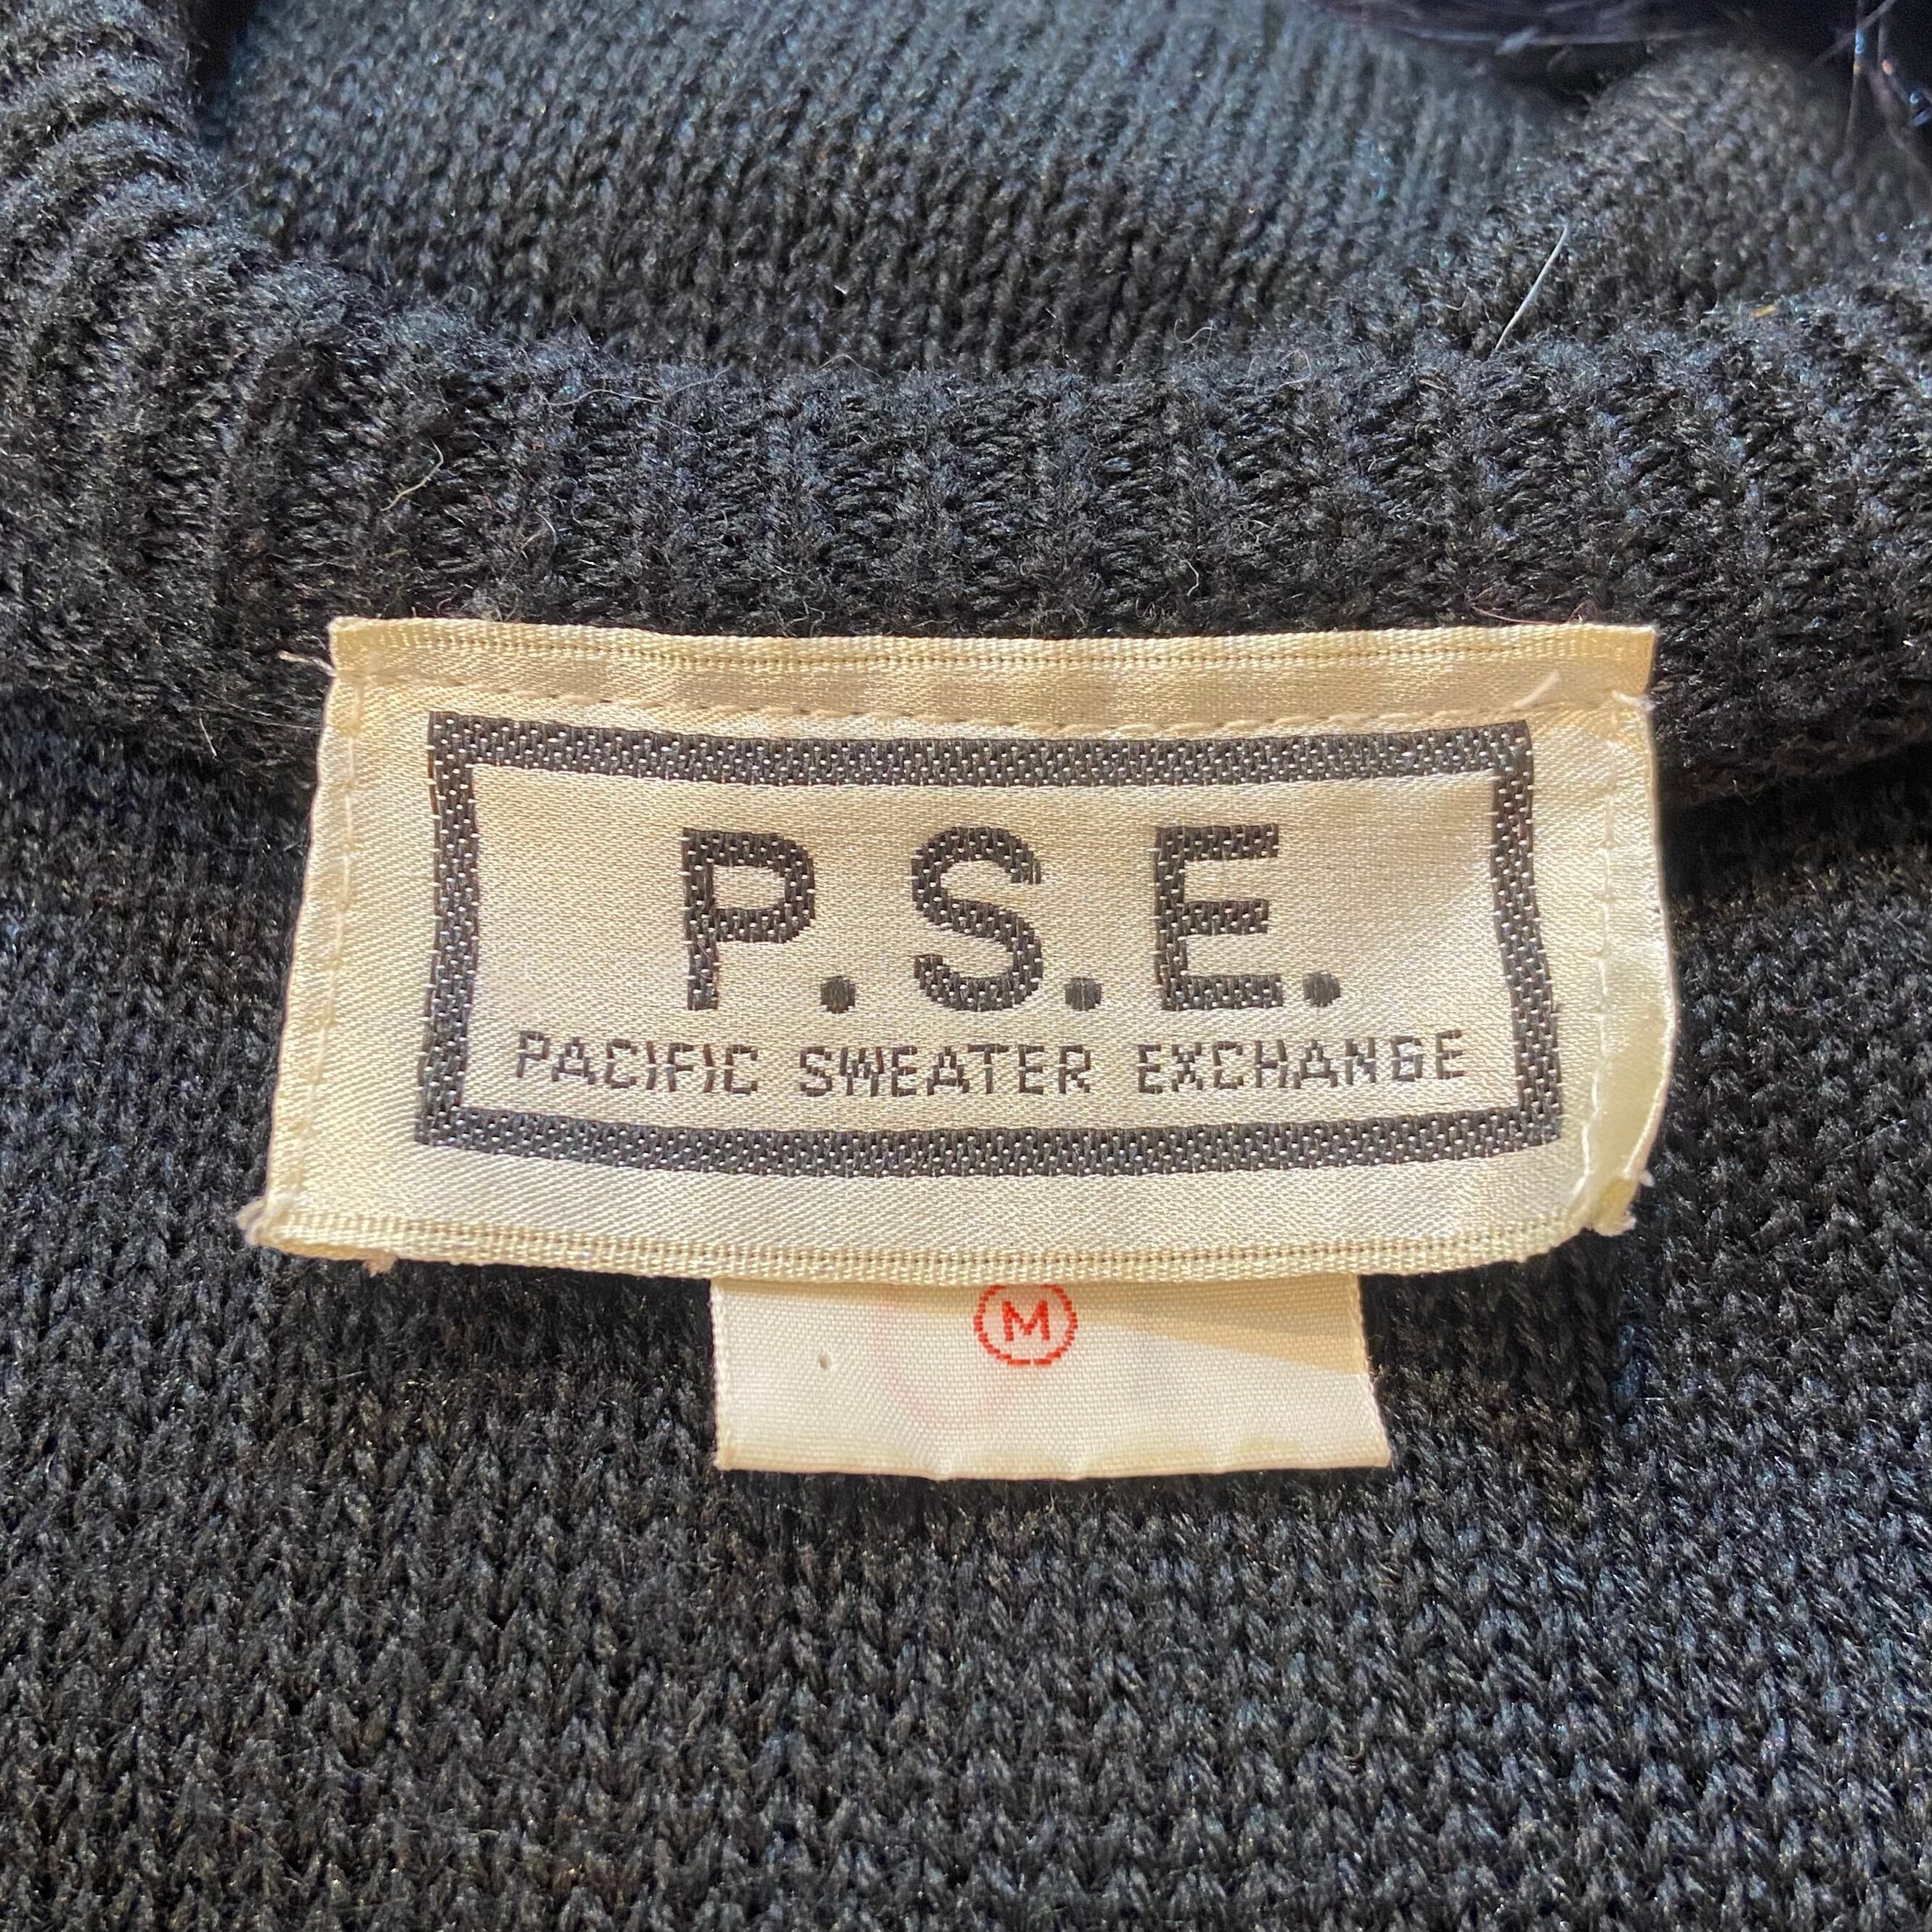 P.S.E.
PACIFIC SWEATER EXCHANGE
M